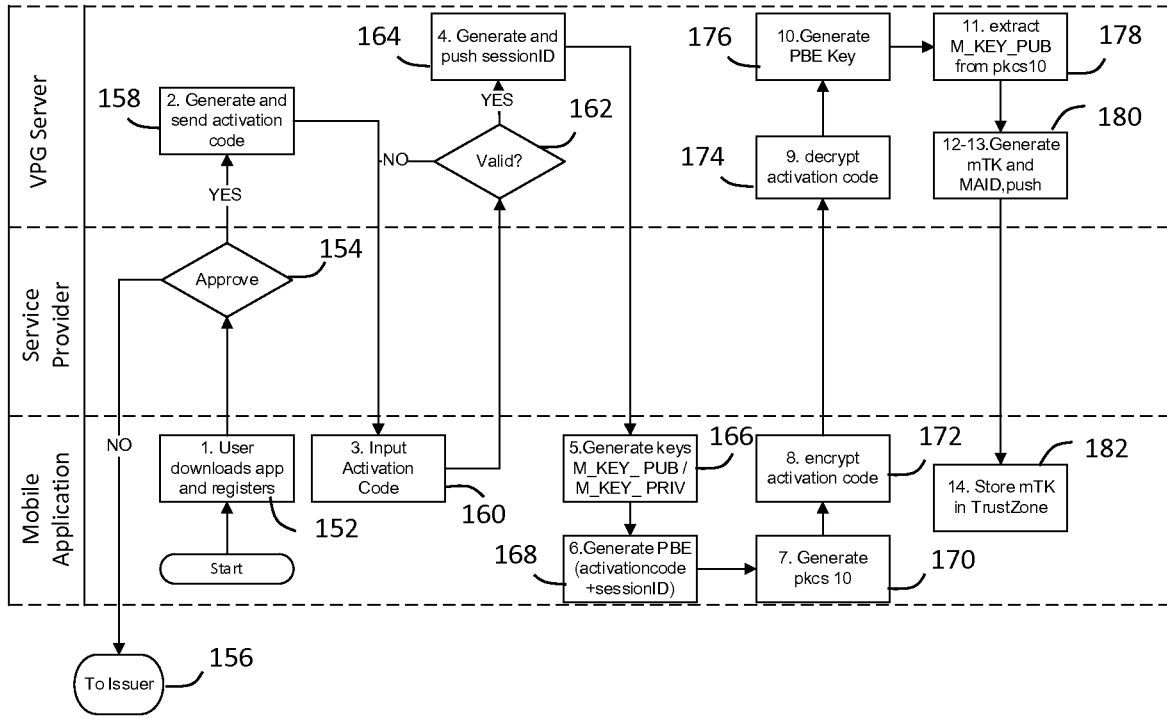 VPG Server
164
4. Generate and
push sessionID
176
10.Generate
PBE Key
11. extract
M_KEY_PUB
from pkcs10
178
158
2. Generate and
send activation
code
YES
162
NO
Valid?
174
9. decrypt
activation code
180
12-13.Generate
mTK and
MAID,push
YES
Service
Provider
Approve
154
Mobile
Application
NO
1. User
downloads app
and registers
152
3. Input
Activation
Code
160
5.Generate keys
M_KEY_ PUB /
M_KEY_ PRIV
166
8. encrypt
activation code
172
182
14. Store mTK
in TrustZone
Start
168
6.Generate PBE
(activationcode
+sessionID)
7. Generate
pkcs 10
170
To Issuer
156